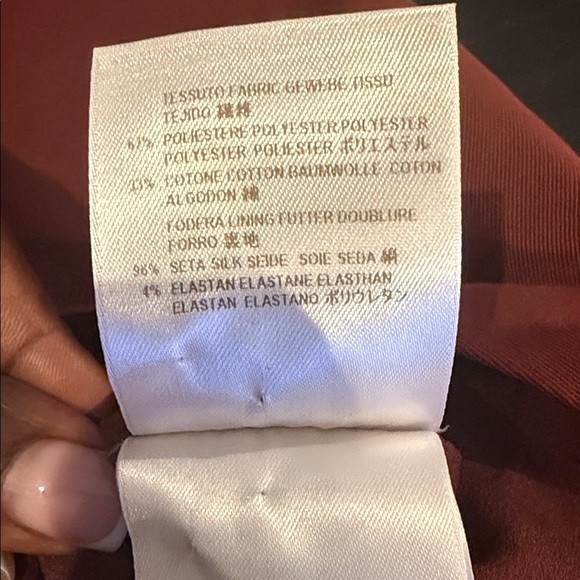 TESSUTO FABRIC GEWEBE TISSU
TEJIDO 繊維
67% POLIESTERE POLYESTER POLYESTER
POLYESTER POLIESTER ポリエステル
33% COTONE COTTON BAUMWOLLE COTON
ALGODON 綿
FODERA LINING FUTTER DOUBLURE
FORRO 裏地
96% SETA SILK SEIDE SOIE SEDA 絹
4% ELASTAN ELASTANE ELASTHAN
ELASTAN ELASTANO ポリウレタン